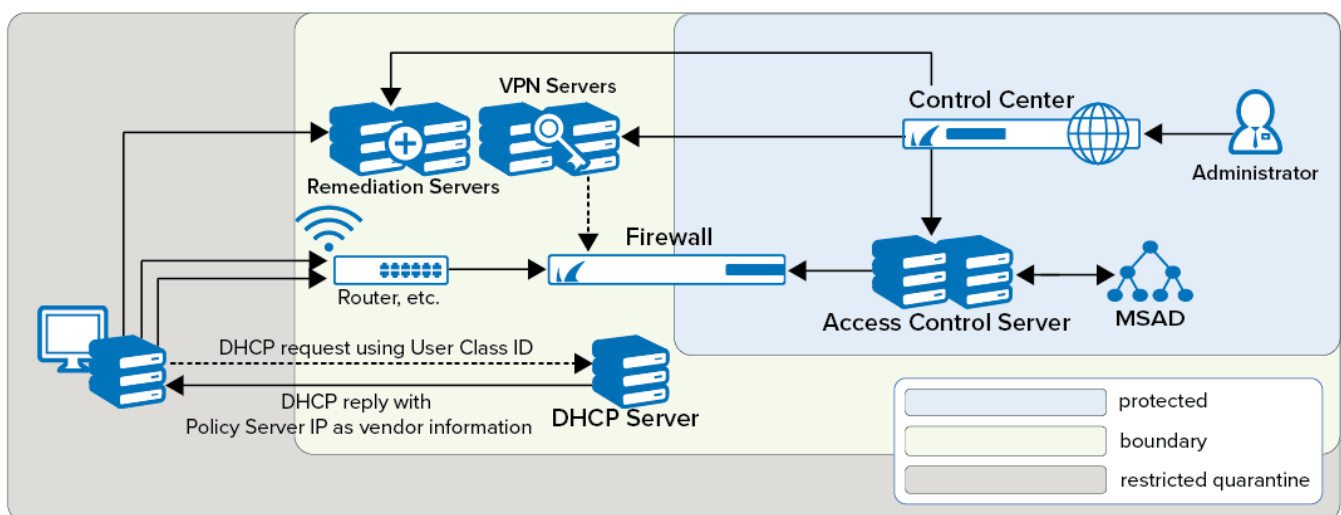 VPN Servers
Control Center
Remediation Servers
Administrator
Firewall
Router, etc.
Access Control Server
MSAD
DHCP request using User Class ID
DHCP reply with
Policy Server IP as vendor information
DHCP Server
protected
boundary
restricted quarantine